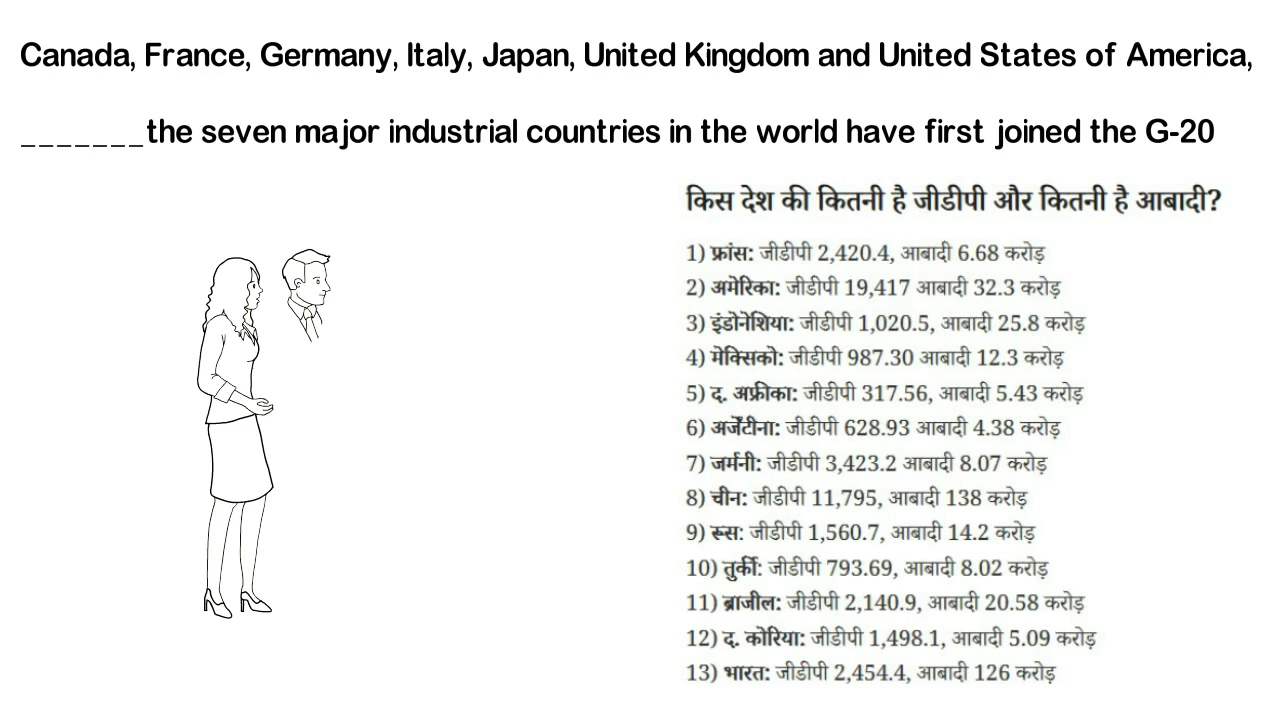 Canada, France, Germany, Italy, Japan, United Kingdom and United States of America,
_______the seven major industrial countries in the world have first joined the G-20
किस देश की कितनी है जीडीपी और कितनी है आबादी?
1) फ्रांस: जीडीपी 2,420.4, आबादी 6.68 करोड़
2) अमेरिका: जीडीपी 19,417 आबादी 32.3 करोड़
3) इंडोनेशिया: जीडीपी 1,020.5, आबादी 25.8 करोड़
4) मेक्सिको: जीडीपी 987.30 आबादी 12.3 करोड़
5) द. अफ्रीका: जीडीपी 317.56, आबादी 5.43 करोड़
6) अर्जेंटीना: जीडीपी 628.93 आबादी 4.38 करोड़
7) जर्मनी: जीडीपी 3,423.2 आबादी 8.07 करोड़
8) चीन: जीडीपी 11,795, आबादी 138 करोड़
9) रूस: जीडीपी 1,560.7, आबादी 14.2 करोड़
10) तुर्की: जीडीपी 793.69, आबादी 8.02 करोड़
11) ब्राजील: जीडीपी 2,140.9, आबादी 20.58 करोड़
12) द. कोरिया: जीडीपी 1,498.1, आबादी 5.09 करोड़
13) भारत: जीडीपी 2,454.4, आबादी 126 करोड़